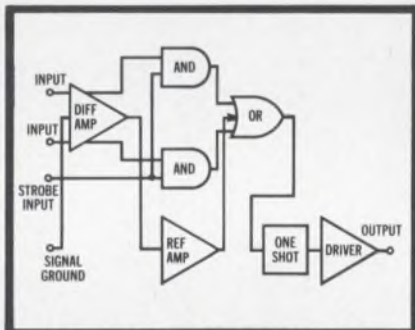 INPUT
INPUT
STROBE
INPUT
SIGNAL
GROUND
DIFF
AMP
AND
AND
REF
AMP
OR
ONE
SHOT
DRIVER
OUTPUT